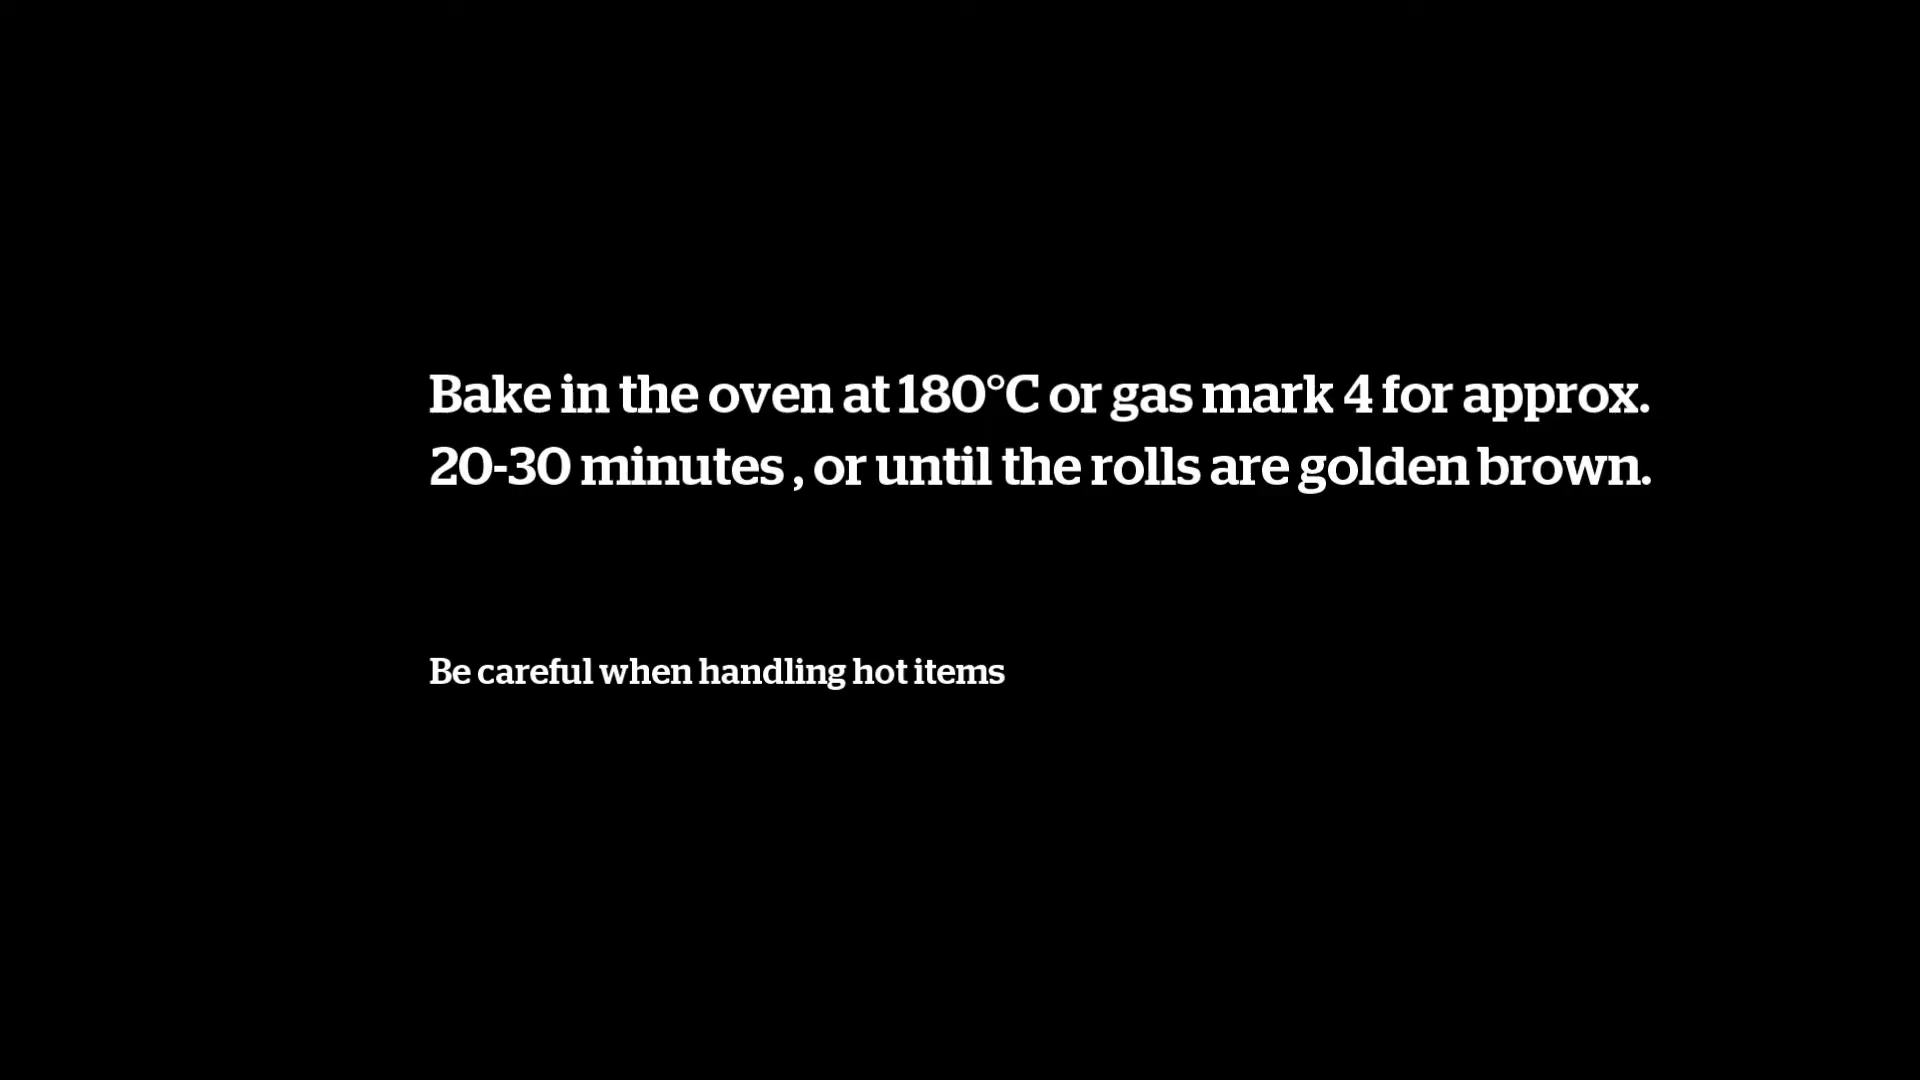 Bake in the oven at 180°C or gas mark 4 for approx.
20-30 minutes , or until the rolls are golden brown.
Be careful when handling hot items